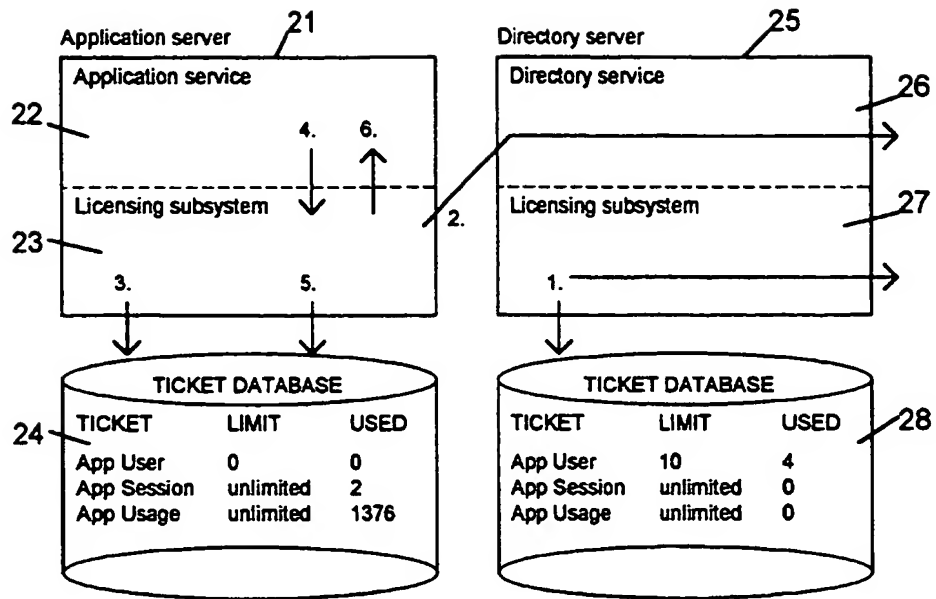 Application server 21
Application service
22
4. 6.
Licensing subsystem
23
3. 5.
2.
TICKET DATABASE
24
TICKET LIMIT USED
App User 0 0
App Session unlimited 2
App Usage unlimited 1376
Directory server 25
Directory service
26
Licensing subsystem
27
1.
TICKET DATABASE
28
TICKET LIMIT USED
App User 10 4
App Session unlimited 0
App Usage unlimited 0